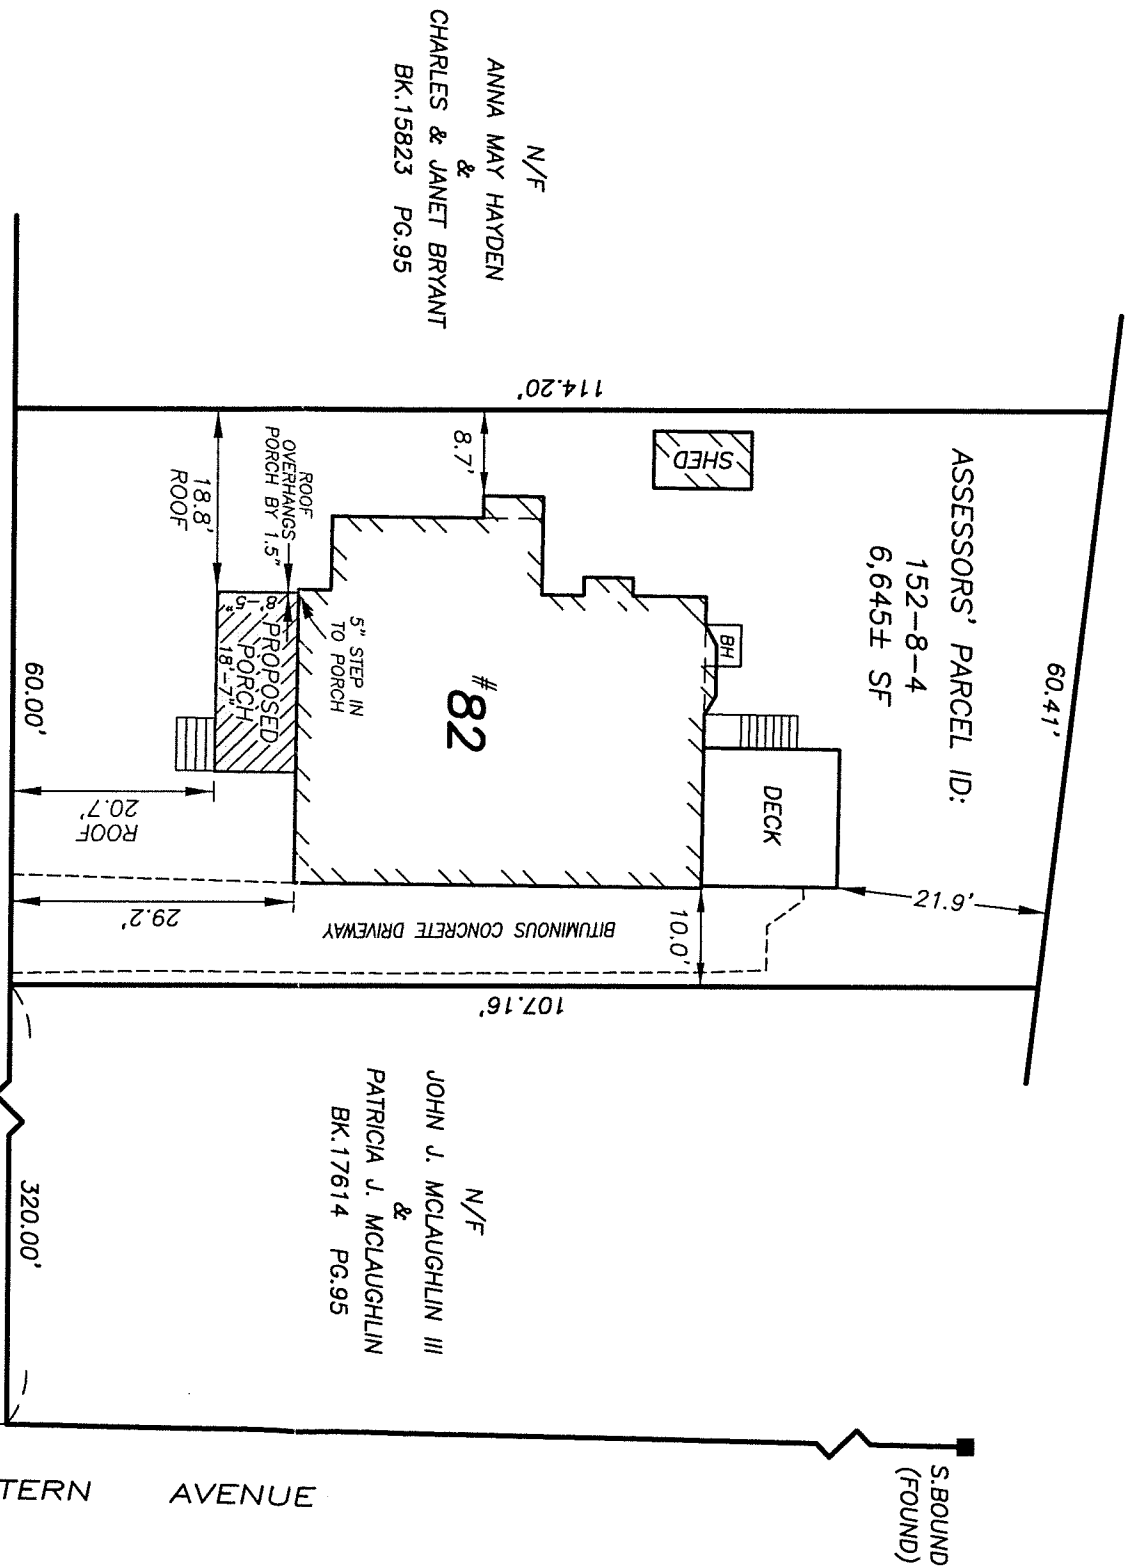 N/F
ANNA MAY HAYDEN
&
CHARLES & JANET BRYANT
BK.15823 PG.95
60.41'
ASSESSORS' PARCEL ID:
152-8-4
6,645± SF
114.20'
SHED
8.7'
BH
DECK
21.9'
#82
5" STEP IN
TO PORCH
ROOF
OVERHANGS
PORCH BY 1.5"
18.8'
ROOF
8'-5"
PROPOSED
PORCH
18'-7"
20.7'
ROOF
29.2'
60.00'
BITUMINOUS CONCRETE DRIVEWAY
10.0'
107.16'
N/F
JOHN J. MCLAUGHLIN III
&
PATRICIA J. MCLAUGHLIN
BK.17614 PG.95
320.00'
S.BOUND
(FOUND)
TERN AVENUE